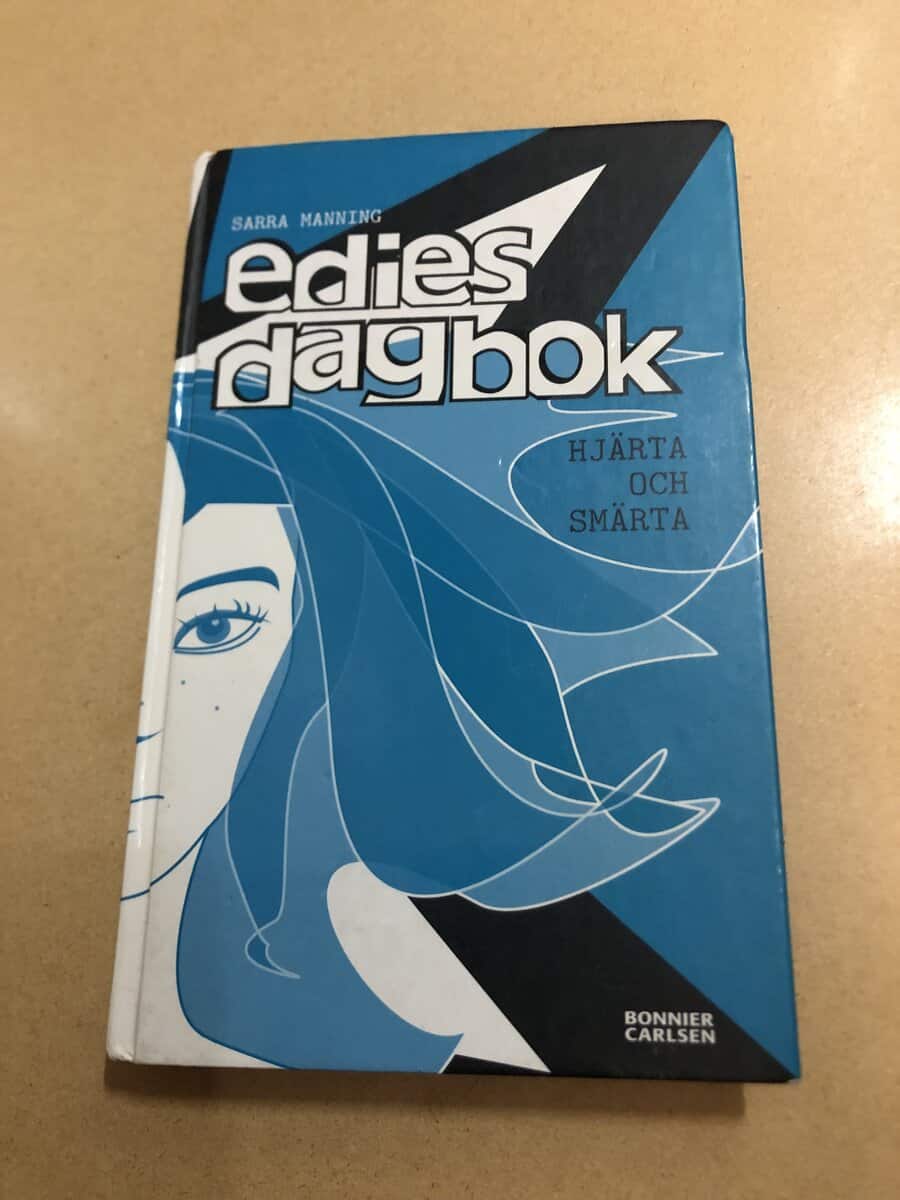 SARRA MANNING
edies
dagbok
HJÄRTA
OCH
SMÄRTA
BONNIER
CARLSEN